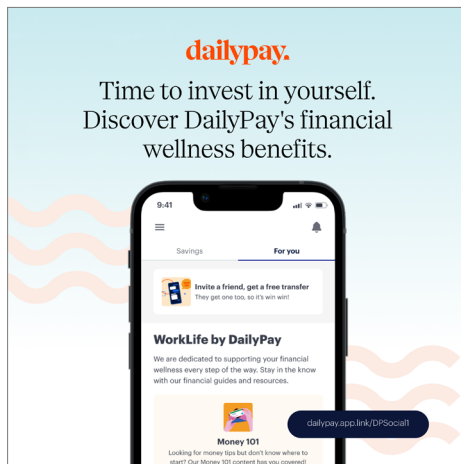 dailypay.
Time to invest in yourself.
Discover DailyPay's financial
wellness benefits.
9:41
Savings
For you
Invite a friend, get a free transfer
They get one too, so it's win win!
WorkLife by DailyPay
We are dedicated to supporting your financial
wellness every step of the way. Stay in the know
with our financial guides and resources.
dailypay.app.link/DPSocial1
Money 101
Looking for money tips but don't know where to
start? Our Money 101 content has you covered!